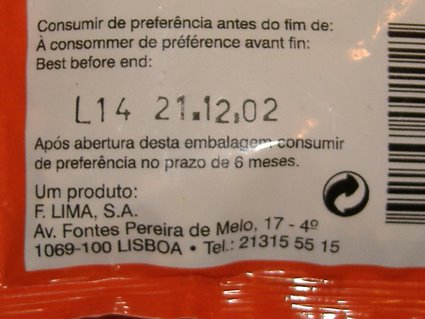 Consumir de preferência antes do fim de:
À consommer de préférence avant fin:
Best before end:
L14 21.12,02
Após abertura desta embalagem consumir
de preferência no prazo de 6 meses.
Um produto:
F. LIMA, S.A.
Av. Fontes Pereira de Melo, 17 - 4º
1069-100 LISBOA • Tel.: 21315 55 15